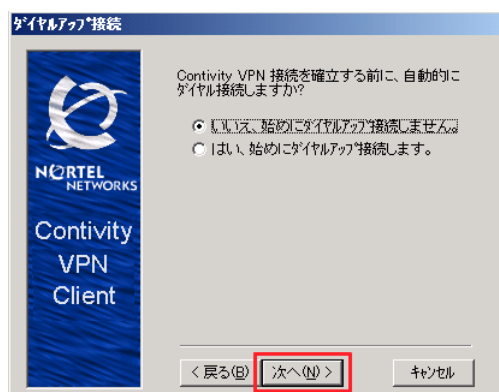 ﾀﾞｲﾔﾙｱｯﾌﾟ接続
NORTEL
NETWORKS
Contivity
VPN
Client
Contivity VPN 接続を確立する前に、自動的に
ﾀﾞｲﾔﾙ接続しますか?
いいえ、始めにﾀﾞｲﾔﾙｱｯﾌﾟ接続しません。
はい、始めにﾀﾞｲﾔﾙｱｯﾌﾟ接続します。
< 戻る(B)
次へ(N) >
ｷｬﾝｾﾙ